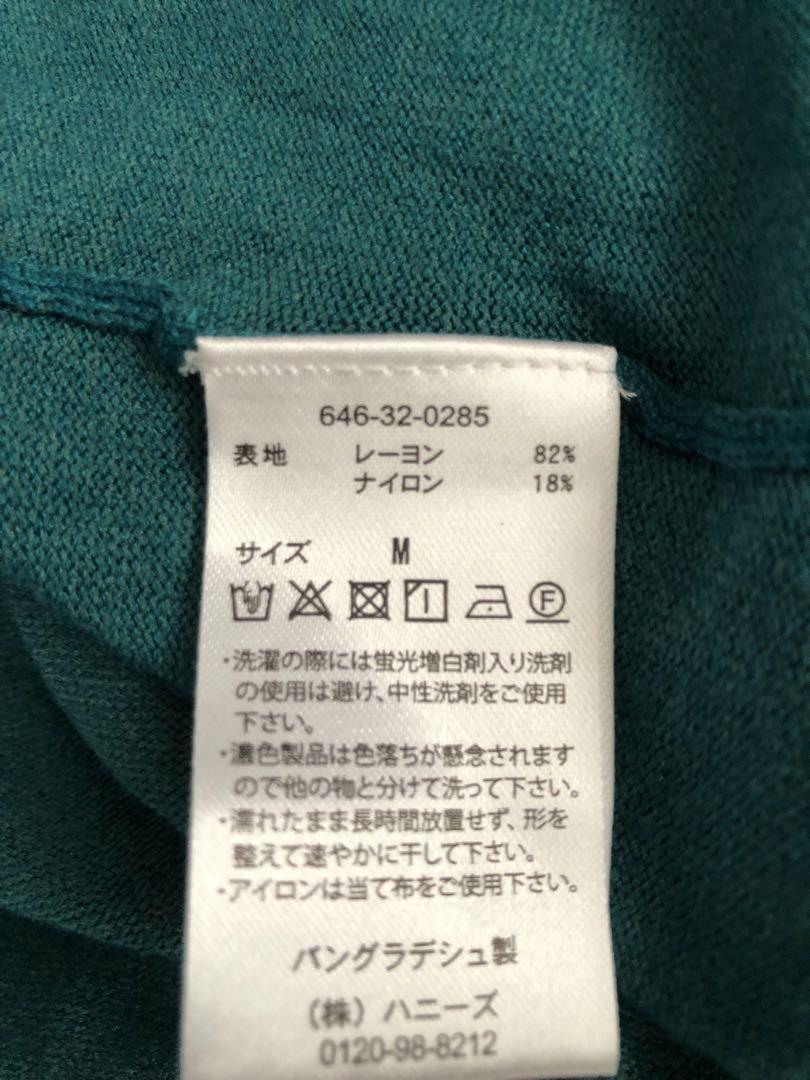 646-32-0285
表地 レーヨン 82%
ナイロン 18%
サイズ M
F
・洗濯の際には蛍光増白剤入り洗剤
の使用は避け、中性洗剤をご使用
下さい。
・濃色製品は色落ちが懸念されます
ので他の物と分けて洗って下さい。
・濡れたまま長時間放置せず、形を
整えて速やかに干して下さい。
・アイロンは当て布をご使用下さい。
バングラデシュ製
(株)ハニーズ
0120-98-8212